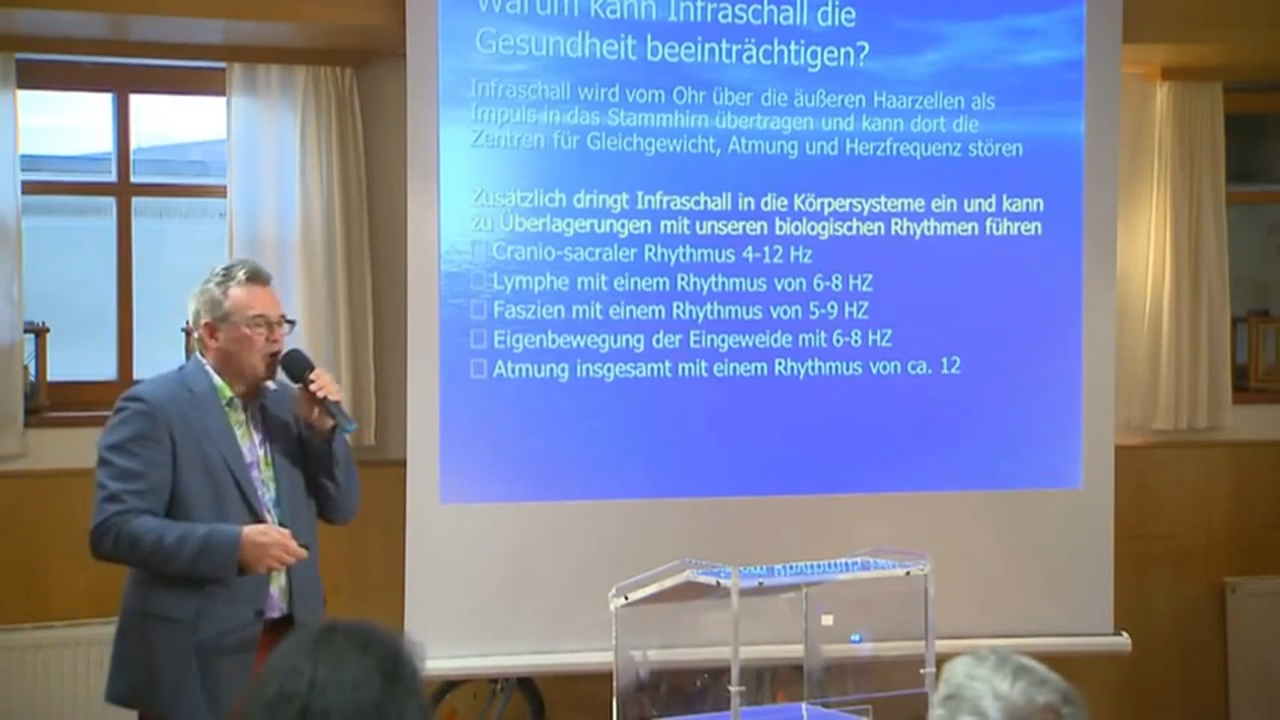 Warum kann Infraschall die
Gesundheit beeinträchtigen?
Infraschall wird vom Ohr über die äußeren Haarzellen als
Impuls in das Stammhirn übertragen und kann dort die
Zentren für Gleichgewicht, Atmung und Herzfrequenz stören
Zusätzlich dringt Infraschall in die Körpersysteme ein und kann
zu Überlagerungen mit unseren biologischen Rhythmen führen
Cranio-sacraler Rhythmus 4-12 Hz
Lymphe mit einem Rhythmus von 6-8 HZ
Faszien mit einem Rhythmus von 5-9 HZ
Eigenbewegung der Eingeweide mit 6-8 HZ
Atmung insgesamt mit einem Rhythmus von ca. 12